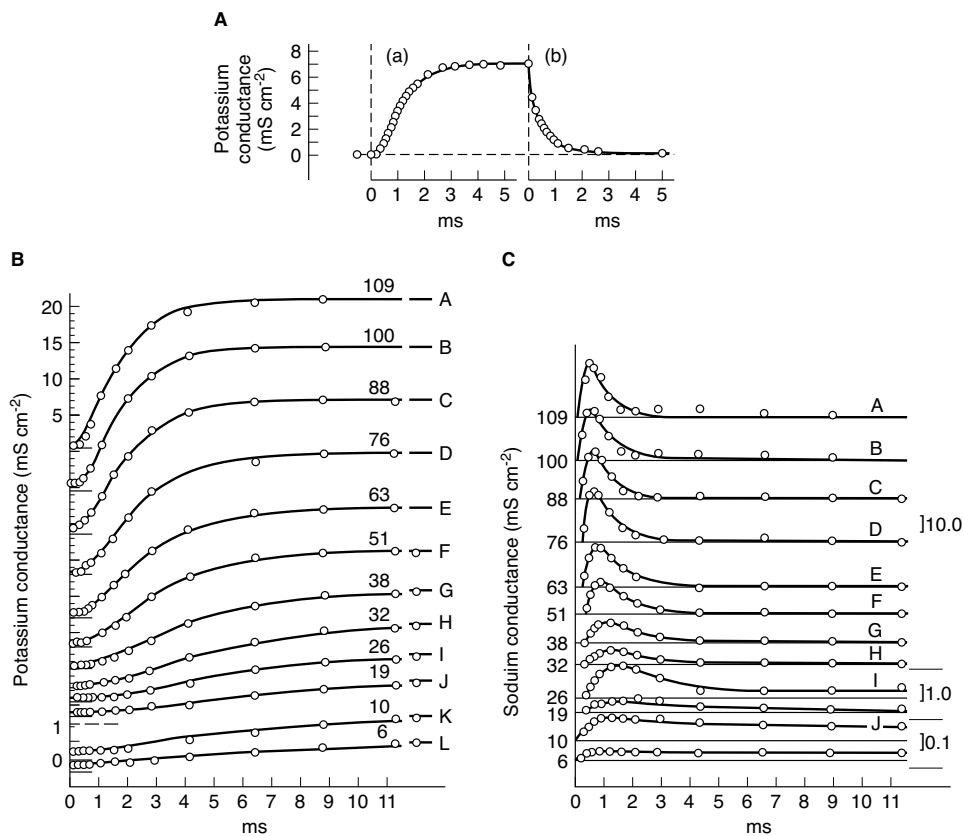 A
Potassium
conductance
(mS cm⁻²)
8
6
4
2
0
(a)
(b)
0 1 2 3 4 5
0 1 2 3 4 5
ms
ms
B
Potassium conductance (mS cm⁻²)
20
15
10
5
1
0
109 A
100 B
88 C
76 D
63 E
51 F
38 G
32 H
26 I
19 J
10 K
6 L
0 1 2 3 4 5 6 7 8 9 10 11
ms
C
Soduim conductance (mS cm⁻²)
109 A
100 B
88 C
76 D
]10.0
63 E
51 F
38 G
32 H
26 I
]1.0
19 J
10
]0.1
6
0 1 2 3 4 5 6 7 8 9 10 11
ms